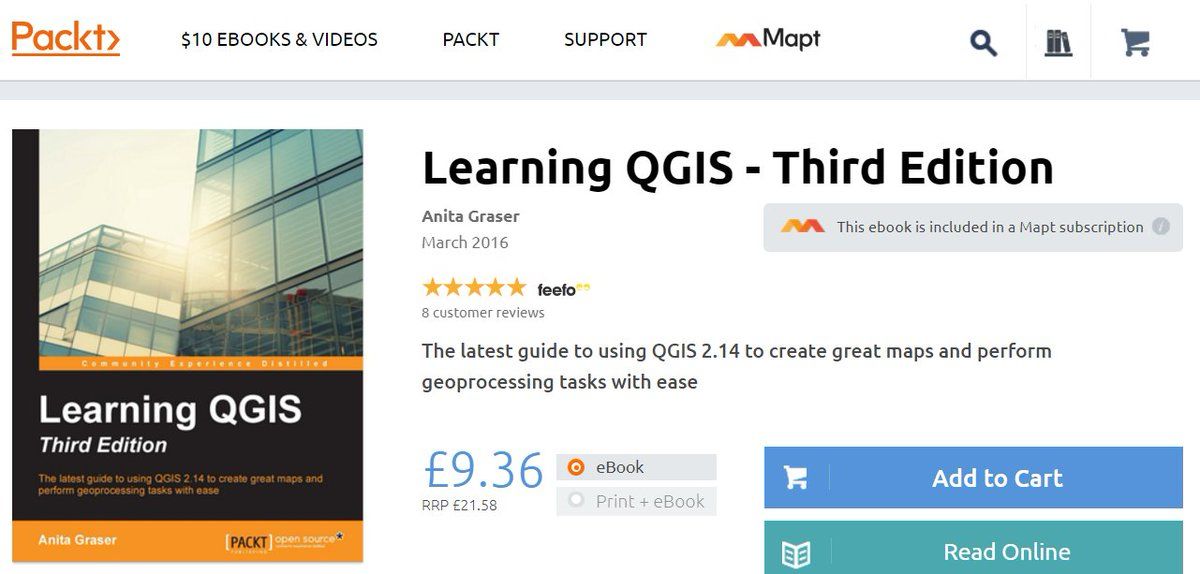 Packt>
$10 EBOOKS & VIDEOS
PACKT
SUPPORT
Mapt
Learning QGIS - Third Edition
Anita Graser
March 2016
This ebook is included in a Mapt subscription i
feefo
8 customer reviews
The latest guide to using QGIS 2.14 to create great maps and perform
geoprocessing tasks with ease
£9.36
RRP £21.58
eBook
Print + eBook
Add to Cart
Read Online
Community Experience Distilled
Learning QGIS
Third Edition
The latest guide to using QGIS 2.14 to create great maps and
perform geoprocessing tasks with ease
Anita Graser
[PACKT] open source*
PUBLISHING